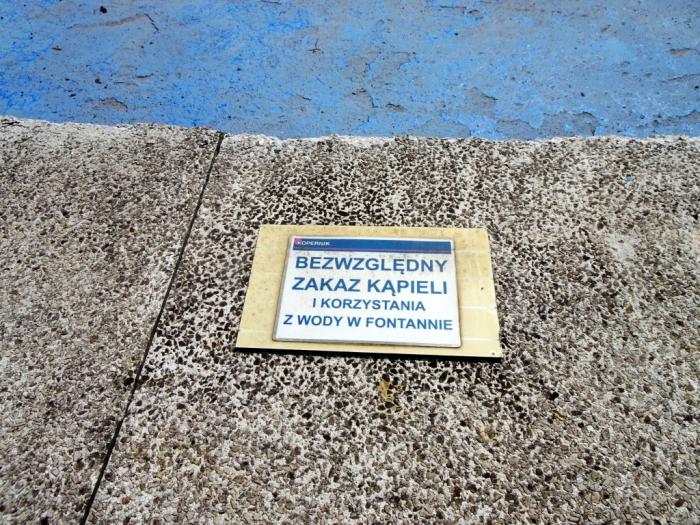 KOPERNIK
BEZWZGLĘDNY
ZAKAZ KĄPIELI
I KORZYSTANIA
Z WODY W FONTANNIE